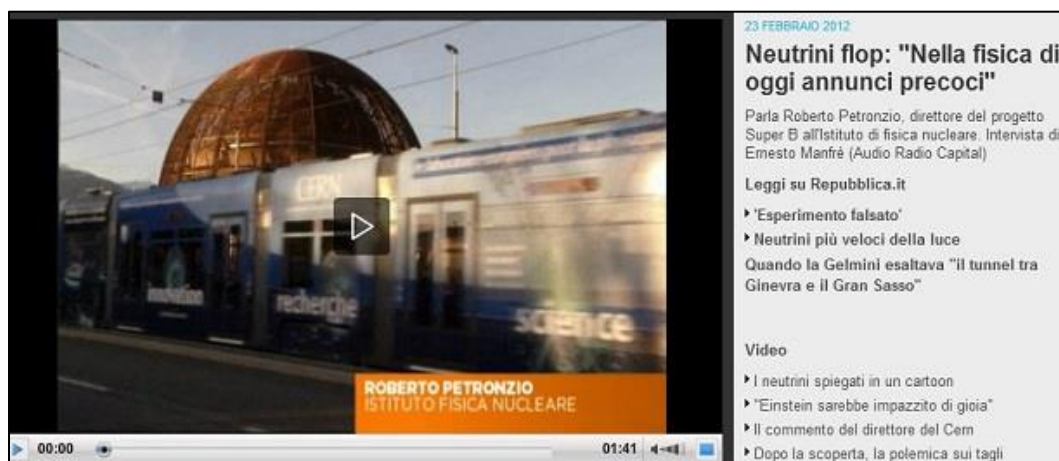 CERN
innovation
recherche
science
ROBERTO PETRONZIO
ISTITUTO FISICA NUCLEARE
00:00
01:41
23 FEBBRAIO 2012
Neutrini flop: "Nella fisica di
oggi annunci precoci"
Parla Roberto Petronzio, direttore del progetto
Super B all'Istituto di fisica nucleare. Intervista di
Ernesto Manfrè (Audio Radio Capital)
Leggi su Repubblica.it
'Esperimento falsato'
Neutrini più veloci della luce
Quando la Gelmini esaltava "il tunnel tra
Ginevra e il Gran Sasso"
Video
I neutrini spiegati in un cartoon
"Einstein sarebbe impazzito di gioia"
Il commento del direttore del Cern
Dopo la scoperta, la polemica sui tagli